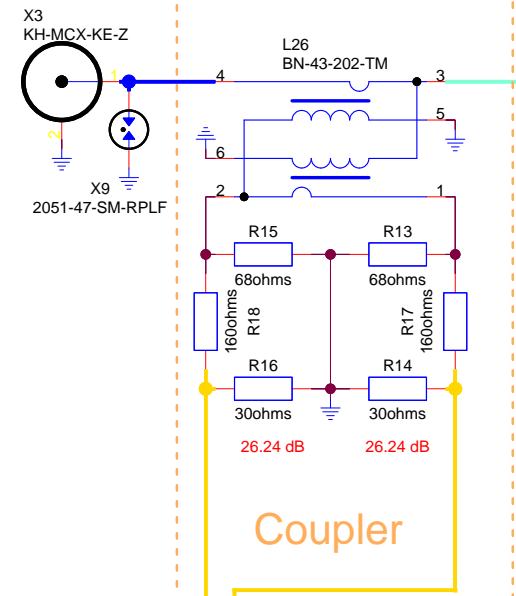 X3
KH-MCX-KE-Z
1
2
X9
2051-47-SM-RPLF
L26
BN-43-202-TM
4
3
5
6
2
1
R15
68ohms
R13
68ohms
160ohms
R18
R17
160ohms
R16
30ohms
R14
30ohms
26.24 dB
26.24 dB
Coupler